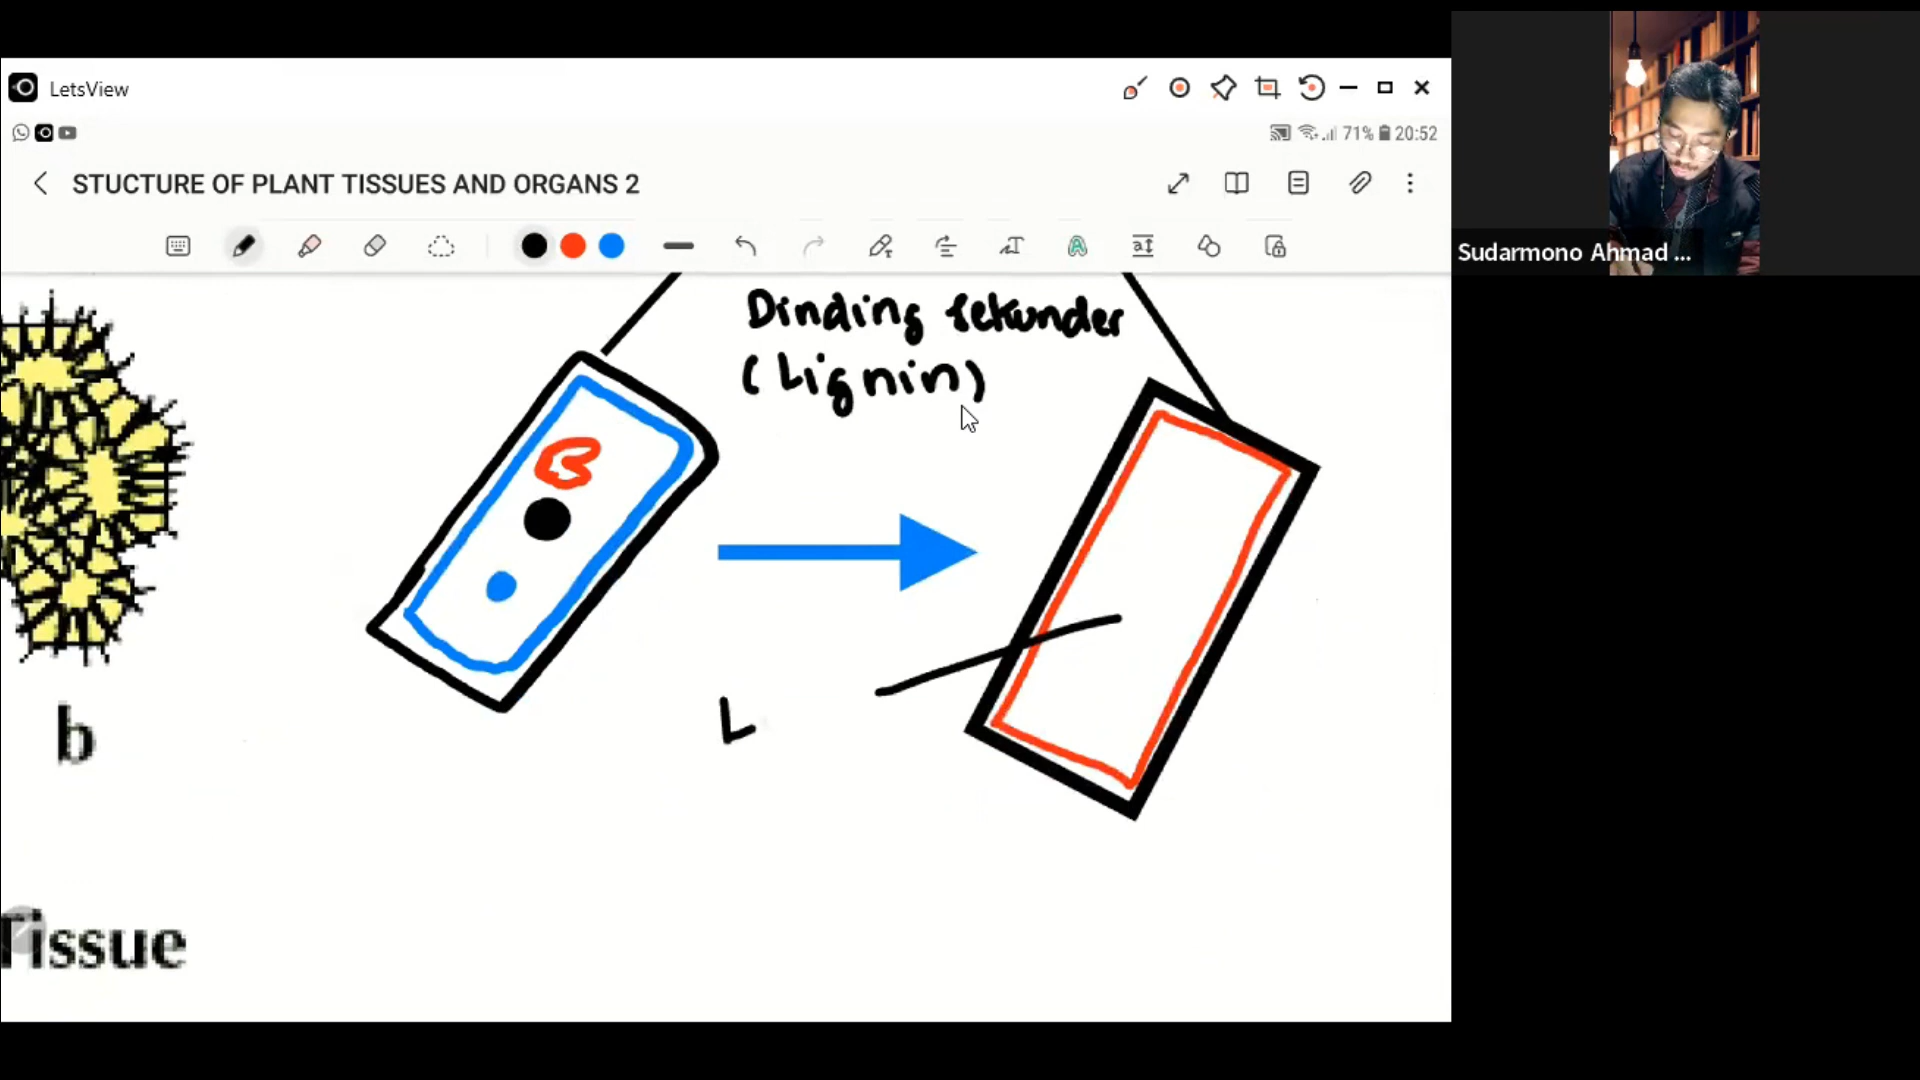 LetsView
71% 20:52
STUCTURE OF PLANT TISSUES AND ORGANS 2
Sudarmono Ahmad ...
Dinding sekunder
(Lignin)
L
b
Tissue